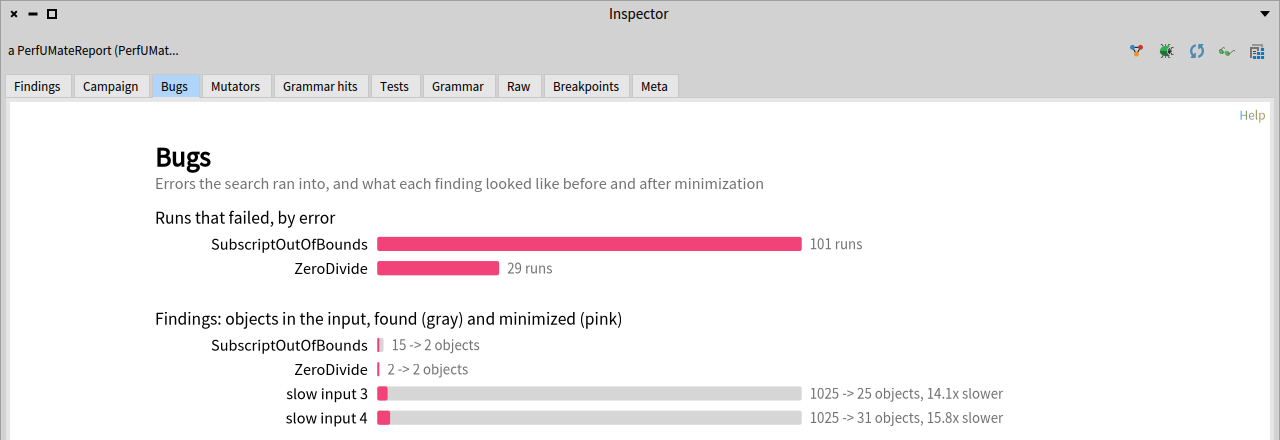 Inspector
a PerfUMateReport (PerfUMat...
Findings Campaign Bugs Mutators Grammar hits Tests Grammar Raw Breakpoints Meta
Help
Bugs
Errors the search ran into, and what each finding looked like before and after minimization
Runs that failed, by error
SubscriptOutOfBounds 101 runs
ZeroDivide 29 runs
Findings: objects in the input, found (gray) and minimized (pink)
SubscriptOutOfBounds 15 -> 2 objects
ZeroDivide 2 -> 2 objects
slow input 3 1025 -> 25 objects, 14.1x slower
slow input 4 1025 -> 31 objects, 15.8x slower